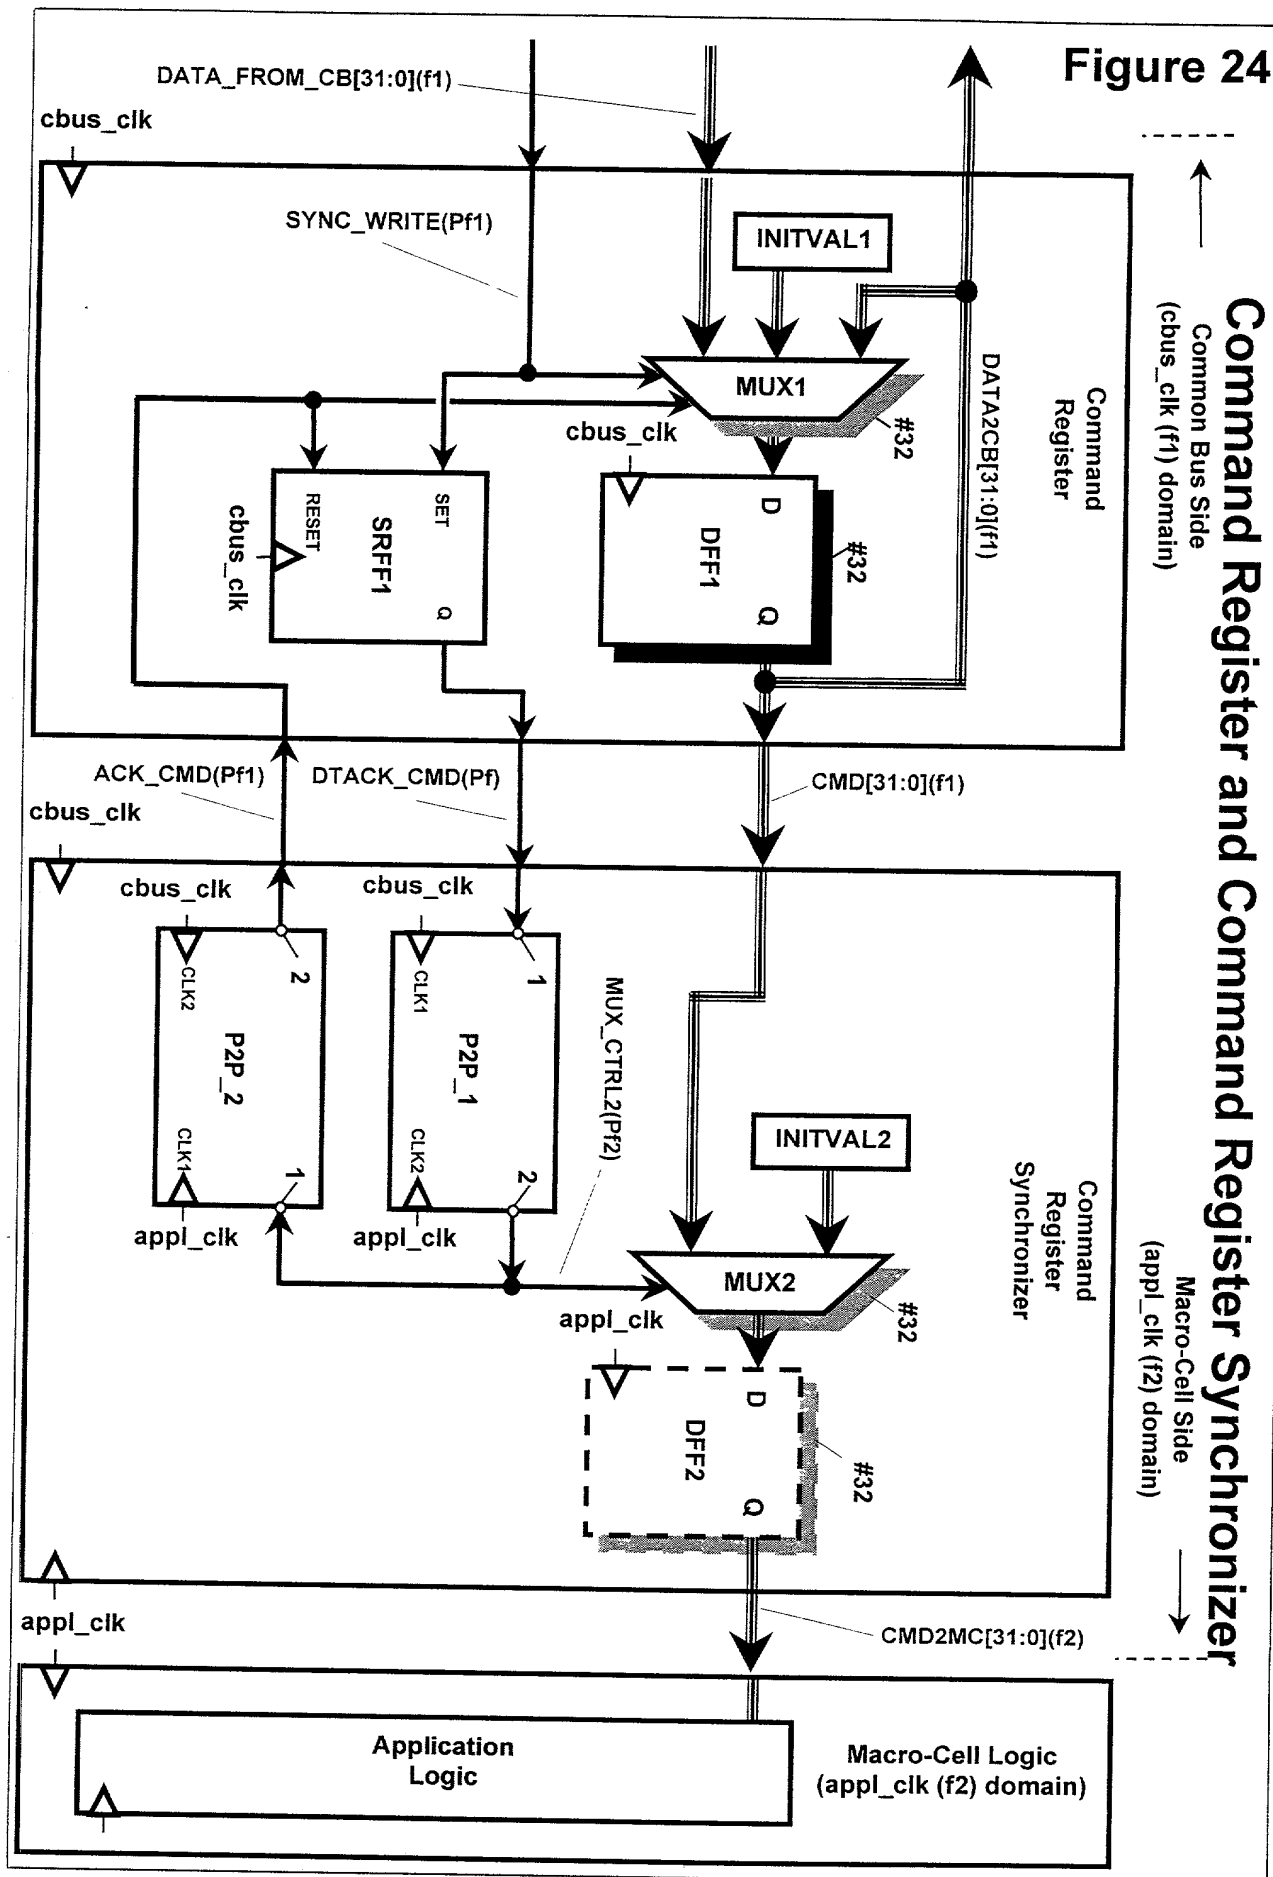 Figure 24
Command Register and Command Register Synchronizer
Common Bus Side
(cbus_clk (f1) domain)
Macro-Cell Side
(appl_clk (f2) domain)
DATA_FROM_CB[31:0](f1)
cbus_clk
SYNC_WRITE(Pf1)
INITVAL1
MUX1
#32
DATA2CB[31:0](f1)
Command
Register
cbus_clk
D
DFF1
Q
#32
SET
RESET
SRFF1
Q
cbus_clk
ACK_CMD(Pf1)
DTACK_CMD(Pf)
CMD[31:0](f1)
cbus_clk
cbus_clk
cbus_clk
2
CLK2
P2P_2
CLK1
1
appl_clk
1
CLK1
P2P_1
CLK2
2
appl_clk
MUX_CTRL2(Pf2)
INITVAL2
MUX2
#32
Command
Register
Synchronizer
appl_clk
D
DFF2
Q
#32
appl_clk
CMD2MC[31:0](f2)
Application
Logic
Macro-Cell Logic
(appl_clk (f2) domain)